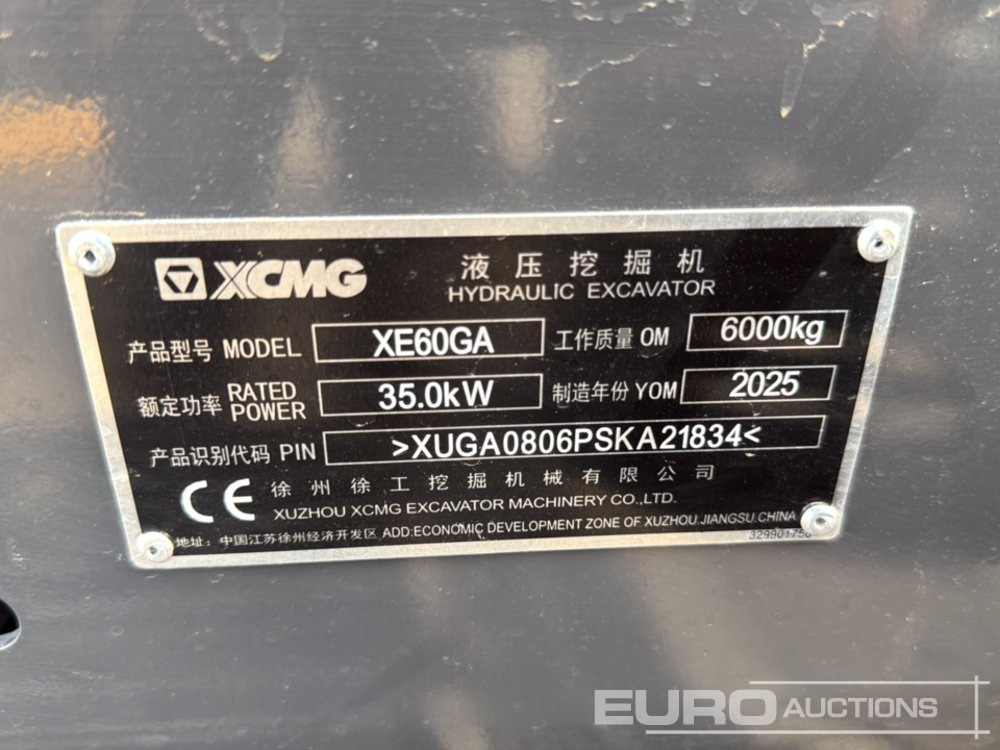 XCMG
液压挖掘机
HYDRAULIC EXCAVATOR
产品型号 MODEL XE60GA 工作质量 OM 6000kg
额定功率 RATED POWER 35.0kW 制造年份 YOM 2025
产品识别代码 PIN >XUGA0806PSKA21834<
CE 徐州徐工挖掘机械有限公司
XUZHOU XCMG EXCAVATOR MACHINERY CO.,LTD.
地址: 中国江苏徐州经济开发区 ADD:ECONOMIC DEVELOPMENT ZONE OF XUZHOU.JIANGSU.CHINA
EURO AUCTIONS